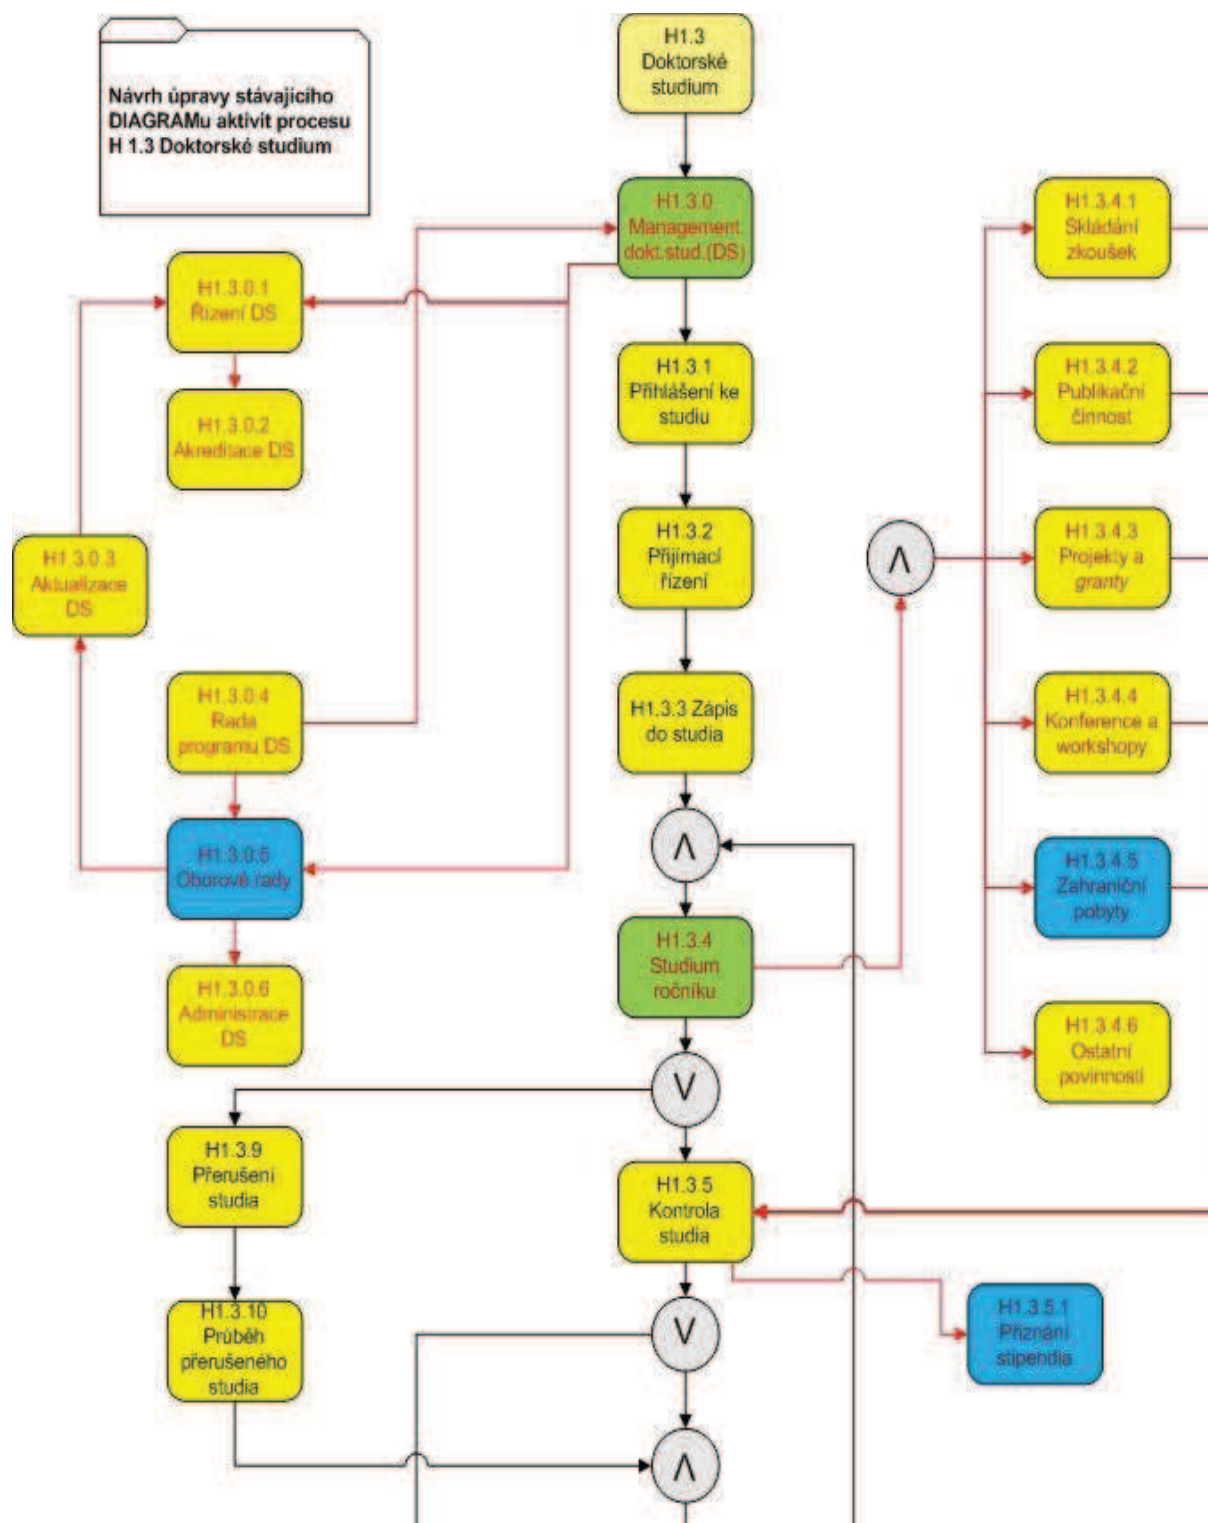 Návrh úpravy stávajícího
DIAGRAMu aktivit procesu
H 1.3 Doktorské studium
H1.3
Doktorské
studium
H1.3.0
Management
dokt.stud.(DS)
H1.3.0.1
Řízení DS
H1.3.0.2
Akreditace DS
H1.3.0.3
Aktualizace
DS
H1.3.0.4
Rada
programu DS
H1.3.0.5
Oborové rady
H1.3.0.6
Administrace
DS
H1.3.1
Přihlášení ke
studiu
H1.3.2
Přijímací
řízení
H1.3.3 Zápis
do studia
Λ
H1.3.4
Studium
ročníku
V
H1.3.9
Přerušení
studia
H1.3.10
Průběh
přerušeného
studia
H1.3.5
Kontrola
studia
V
Λ
Λ
H1.3.4.1
Skládání
zkoušek
H1.3.4.2
Publikační
činnost
H1.3.4.3
Projekty a
granty
H1.3.4.4
Konference a
workshopy
H1.3.4.5
Zahraniční
pobyty
H1.3.4.6
Ostatní
povinnosti
H1.3.5.1
Přiznání
stipendia